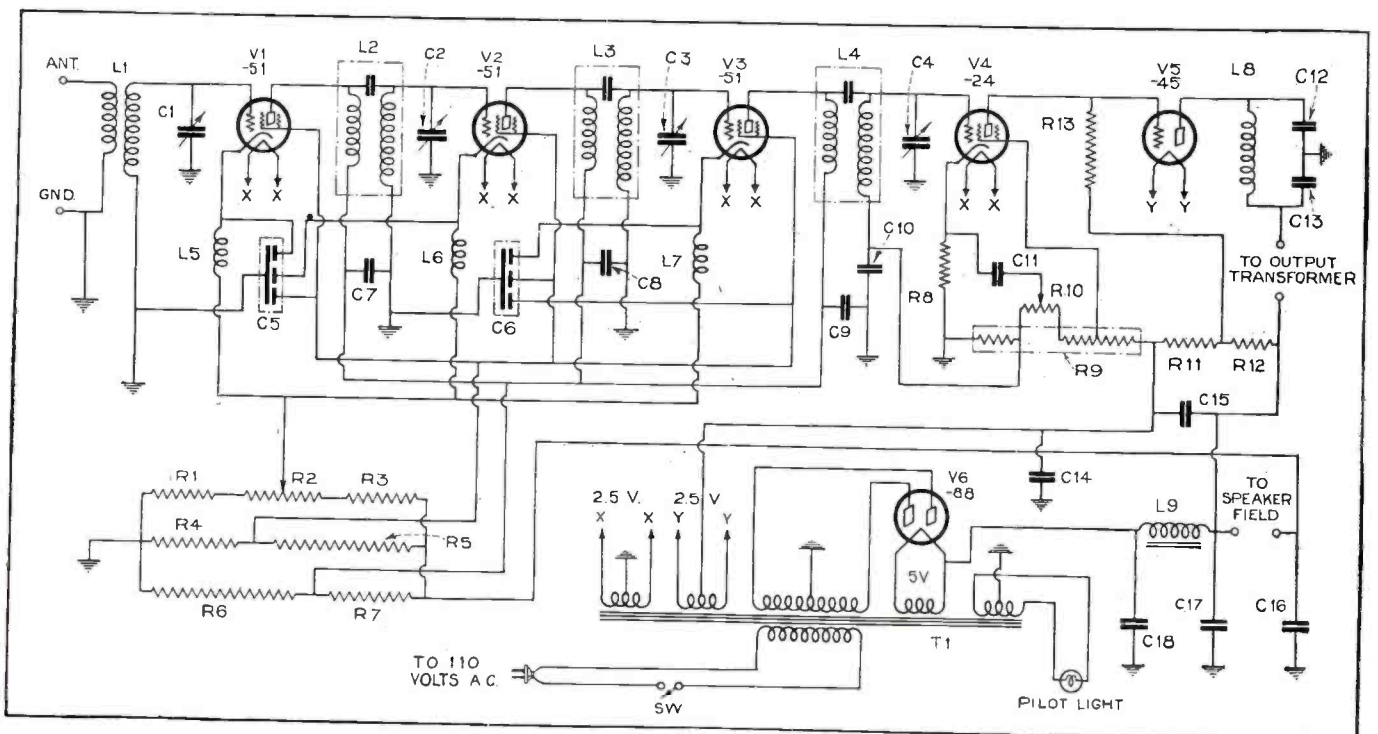 ANT.
L1
C1
V1
-51
L2
C2
V2
-51
L3
C3
V3
-51
L4
C4
V4
-24
R13
V5
-45
L8
C12
C13
GND.
X X
X X
X X
X X
Y Y
L5
C5
C7
L6
C6
C8
L7
C9
C10
R8
C11
R10
R9
R11
R12
TO OUTPUT
TRANSFORMER
C15
C14
R1
R2
R3
R4
R5
R6
R7
2.5 V.
X X
2.5 V
Y Y
V6
-88
5V
T1
L9
TO
SPEAKER
FIELD
C18
C17
C16
TO 110
VOLTS A.C.
SW
PILOT LIGHT